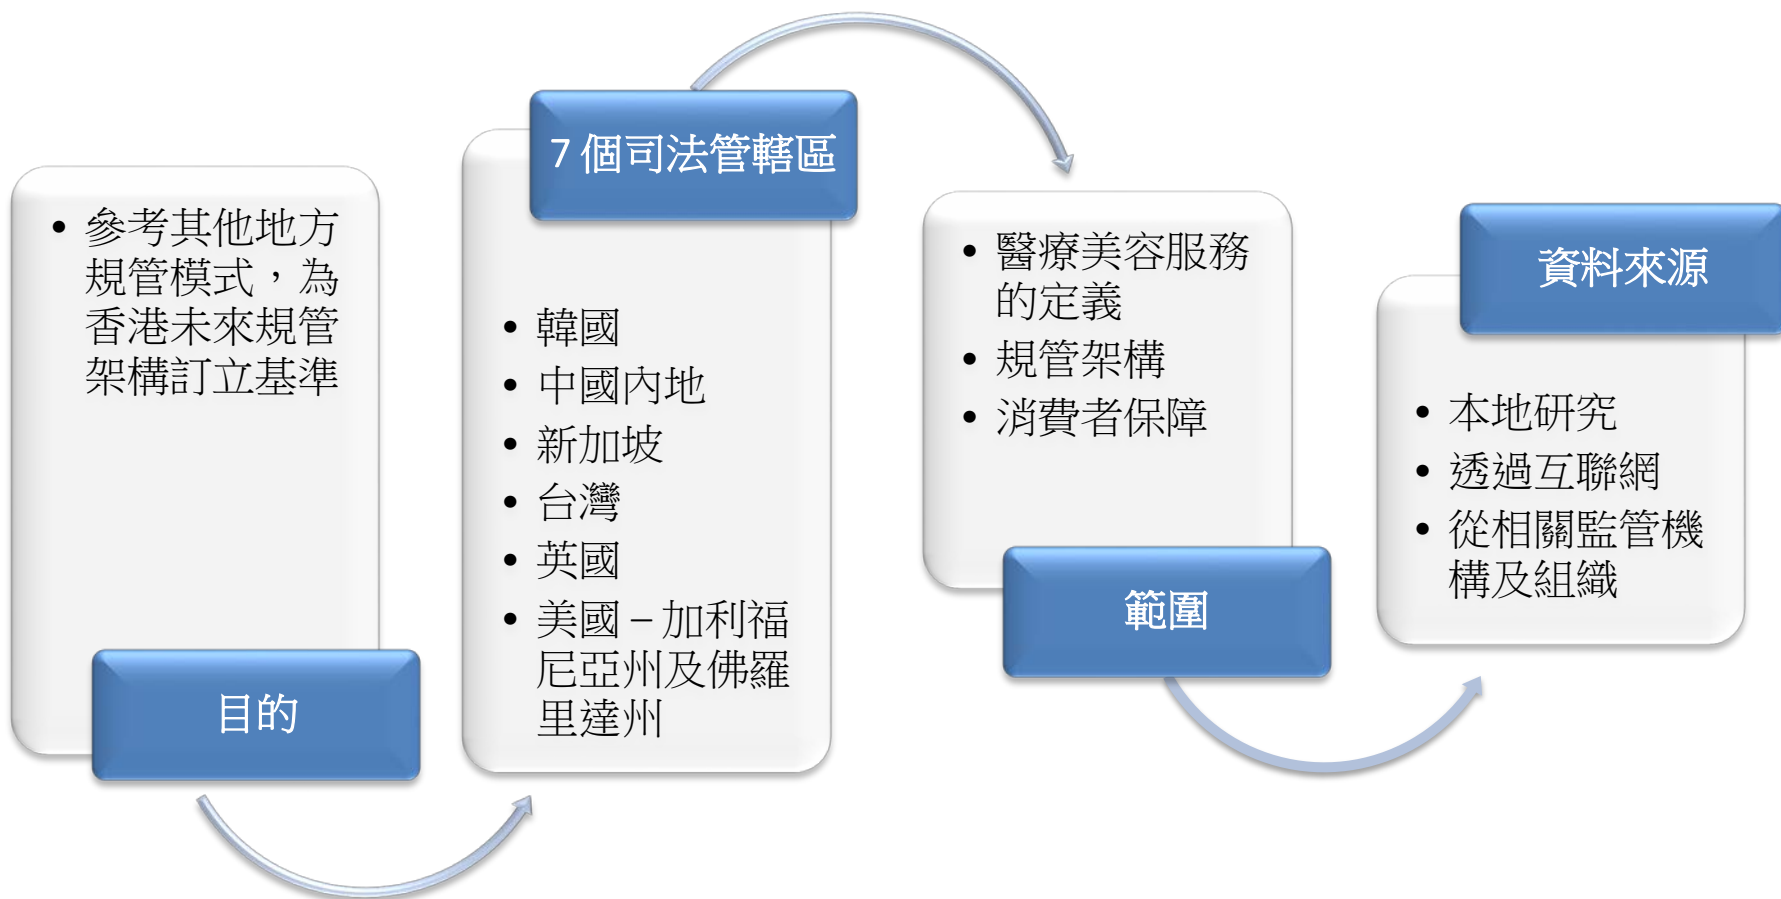 • 參考其他地方
規管模式，為
香港未來規管
架構訂立基準
目的
7 個司法管轄區
• 韓國
• 中國內地
• 新加坡
• 台灣
• 英國
• 美國 – 加利福
尼亞州及佛羅
里達州
• 醫療美容服務
的定義
• 規管架構
• 消費者保障
範圍
資料來源
• 本地研究
• 透過互聯網
• 從相關監管機
構及組織